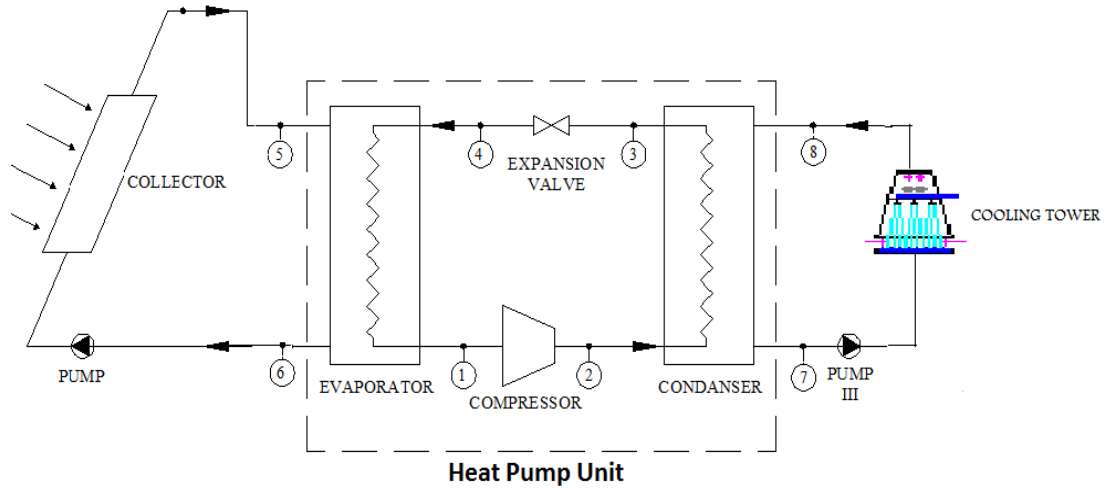 5
4
EXPANSION
VALVE
3
8
COLLECTOR
COOLING TOWER
PUMP
6
EVAPORATOR
1
COMPRESSOR
2
CONDANSER
7
PUMP
III
Heat Pump Unit